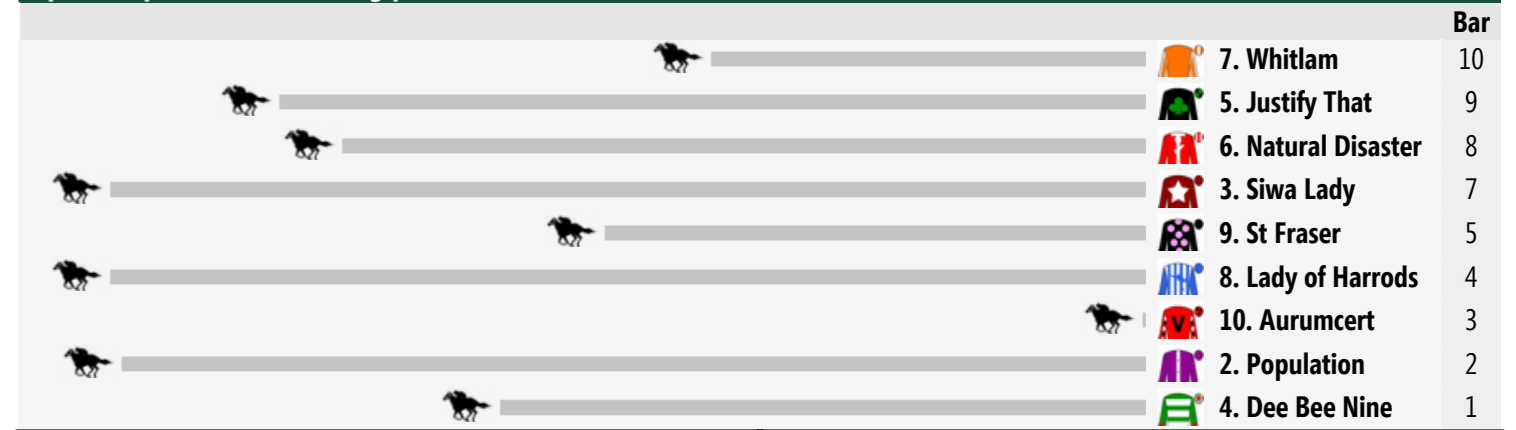 Bar
7. Whitlam 10
5. Justify That 9
6. Natural Disaster 8
3. Siwa Lady 7
9. St Fraser 5
8. Lady of Harrods 4
V 10. Aurumcert 3
2. Population 2
4. Dee Bee Nine 1